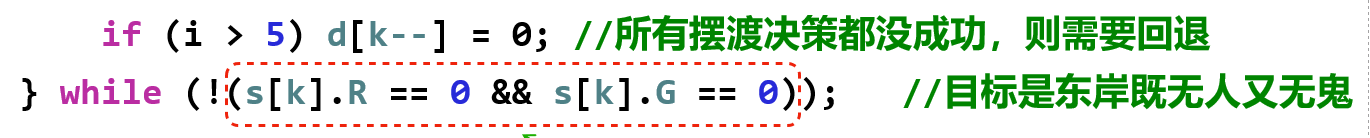 if (i > 5) d[k--] = 0; //所有摆渡决策都没成功，则需要回退
} while (!(s[k].R == 0 && s[k].G == 0)); //目标是东岸既无人又无鬼